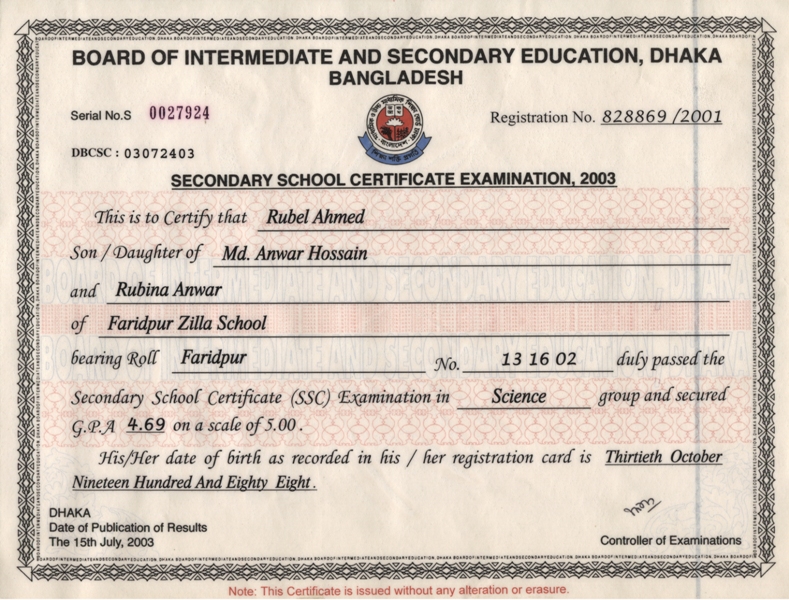 BOARD OF INTERMEDIATE AND SECONDARY EDUCATION, DHAKA
BANGLADESH
Serial No.S 0027924
Registration No. 828869 /2001
DBCSC : 03072403
SECONDARY SCHOOL CERTIFICATE EXAMINATION, 2003
This is to Certify that Rubel Ahmed
Son / Daughter of Md. Anwar Hossain
and Rubina Anwar
of Faridpur Zilla School
bearing Roll Faridpur No. 13 16 02 duly passed the
Secondary School Certificate (SSC) Examination in Science group and secured
G.P.A 4.69 on a scale of 5.00 .
His/Her date of birth as recorded in his / her registration card is Thirtieth October
Nineteen Hundred And Eighty Eight .
DHAKA
Date of Publication of Results
The 15th July, 2003
Controller of Examinations
Note: This Certificate is issued without any alteration or erasure.